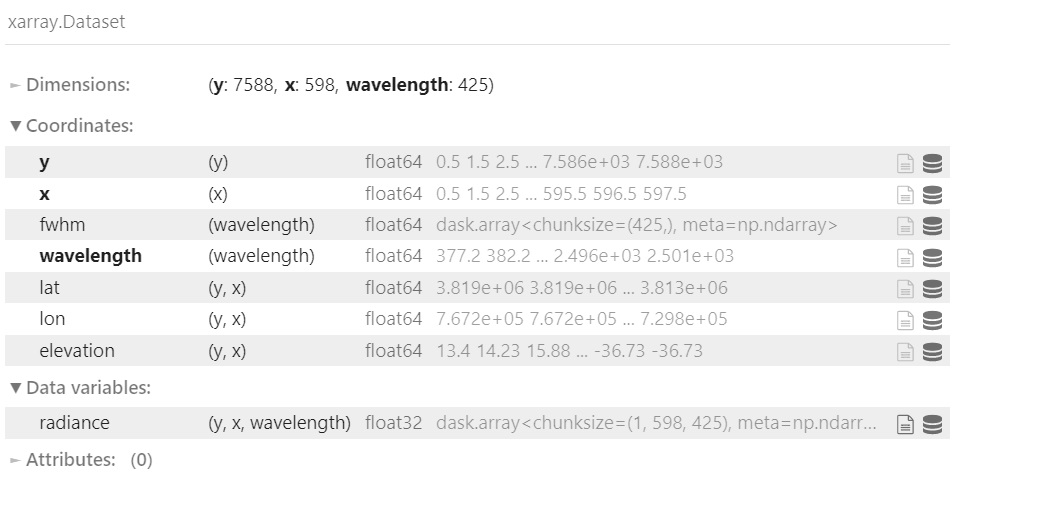 xarray.Dataset
► Dimensions: (y: 7588, x: 598, wavelength: 425)
▼ Coordinates:
y (y) float64 0.5 1.5 2.5 ... 7.586e+03 7.588e+03
x (x) float64 0.5 1.5 2.5 ... 595.5 596.5 597.5
fwhm (wavelength) float64 dask.array<chunksize=(425,), meta=np.ndarray>
wavelength (wavelength) float64 377.2 382.2 ... 2.496e+03 2.501e+03
lat (y, x) float64 3.819e+06 3.819e+06 ... 3.813e+06
lon (y, x) float64 7.672e+05 7.672e+05 ... 7.298e+05
elevation (y, x) float64 13.4 14.23 15.88 ... -36.73 -36.73
▼ Data variables:
radiance (y, x, wavelength) float32 dask.array<chunksize=(1, 598, 425), meta=np.ndarr...
► Attributes: (0)